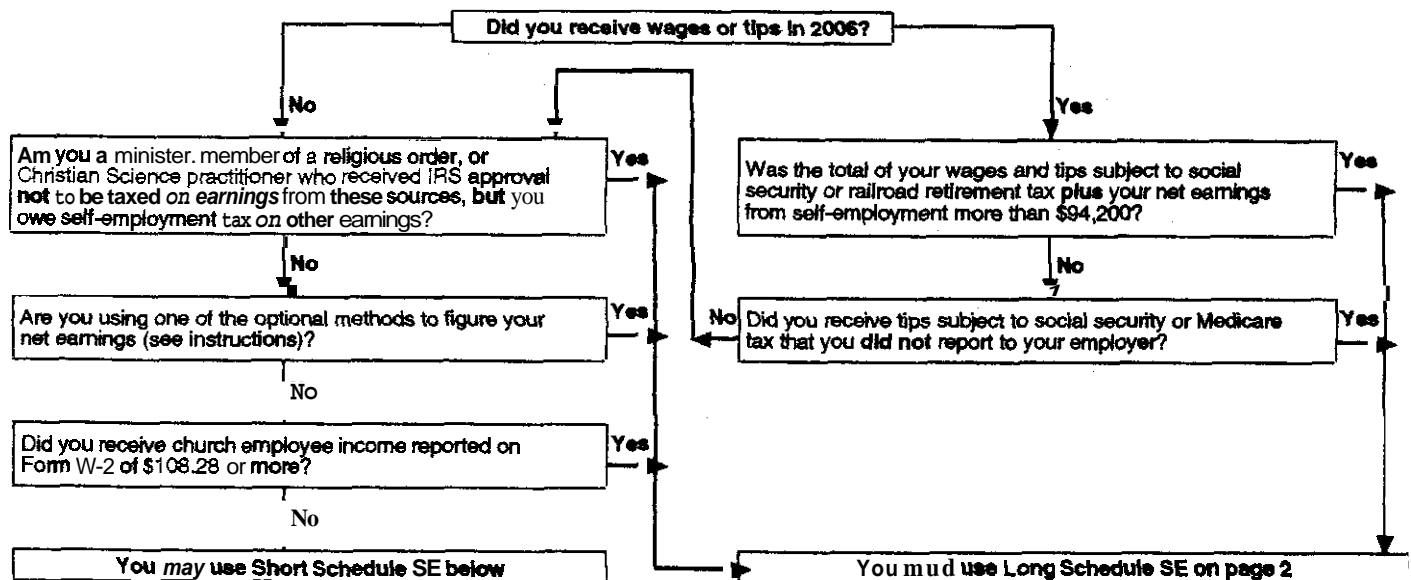 Did you receive wages or tips in 2006?
No
Yes
Am you a minister. member of a religious order, or
Christian Science practitioner who received IRS approval
not to be taxed on earnings from these sources, but you
owe self-employment tax on other earnings?
Yes
Was the total of your wages and tips subject to social
security or railroad retirement tax plus your net earnings
from self-employment more than $94,200?
Yes
No
No
Are you using one of the optional methods to figure your
net earnings (see instructions)?
Yes
No
Did you receive tips subject to social security or Medicare
tax that you did not report to your employer?
Yes
No
Did you receive church employee income reported on
Form W-2 of $108.28 or more?
Yes
No
You may use Short Schedule SE below
You mud use Long Schedule SE on page 2